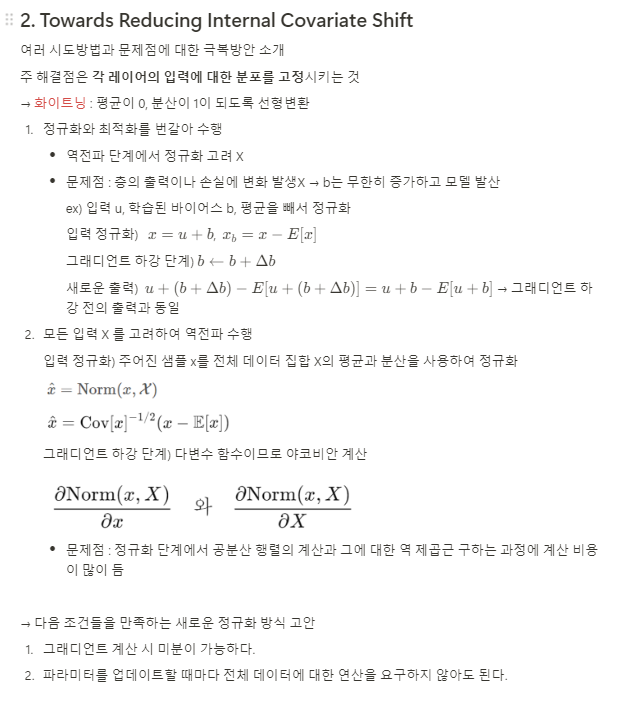 2. Towards Reducing Internal Covariate Shift
여러 시도방법과 문제점에 대한 극복방안 소개
주 해결점은 각 레이어의 입력에 대한 분포를 고정시키는 것
→ 화이트닝 : 평균이 0, 분산이 1이 되도록 선형변환
1. 정규화와 최적화를 번갈아 수행
• 역전파 단계에서 정규화 고려 X
• 문제점 : 층의 출력이나 손실에 변화 발생X → b는 무한히 증가하고 모델 발산
ex) 입력 u, 학습된 바이어스 b, 평균을 빼서 정규화
입력 정규화) x = u + b, x_b = x − E[x]
그래디언트 하강 단계) b ← b + Δb
새로운 출력) u + (b + Δb) − E[u + (b + Δb)] = u + b − E[u + b] → 그래디언트 하
강 전의 출력과 동일
2. 모든 입력 X 를 고려하여 역전파 수행
입력 정규화) 주어진 샘플 x를 전체 데이터 집합 X의 평균과 분산을 사용하여 정규화
x̂ = Norm(x, 𝒳)
x̂ = Cov[x]^{−1/2}(x − 𝔼[x])
그래디언트 하강 단계) 다변수 함수이므로 야코비안 계산
∂Norm(x, X)/∂x 와 ∂Norm(x, X)/∂X
• 문제점 : 정규화 단계에서 공분산 행렬의 계산과 그에 대한 역 제곱근 구하는 과정에 계산 비용
이 많이 듬
→ 다음 조건들을 만족하는 새로운 정규화 방식 고안
1. 그래디언트 계산 시 미분이 가능하다.
2. 파라미터를 업데이트할 때마다 전체 데이터에 대한 연산을 요구하지 않아도 된다.